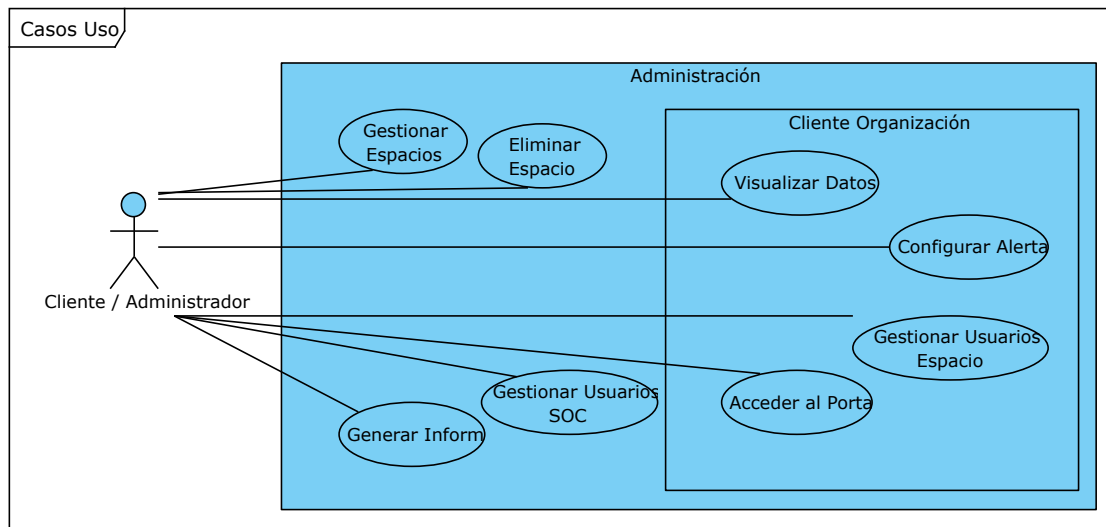 Casos Uso
Administración
Cliente Organización
Gestionar
Espacios
Eliminar
Espacio
Visualizar Datos
Configurar Alerta
Cliente / Administrador
Gestionar Usuarios
Espacio
Gestionar Usuarios
SOC
Acceder al Porta
Generar Inform